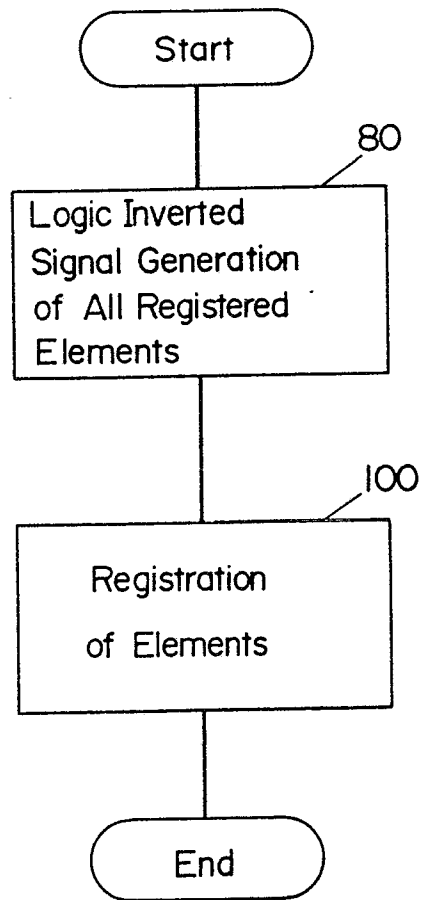 Start
80
Logic Inverted
Signal Generation
of All Registered
Elements
100
Registration
of Elements
End